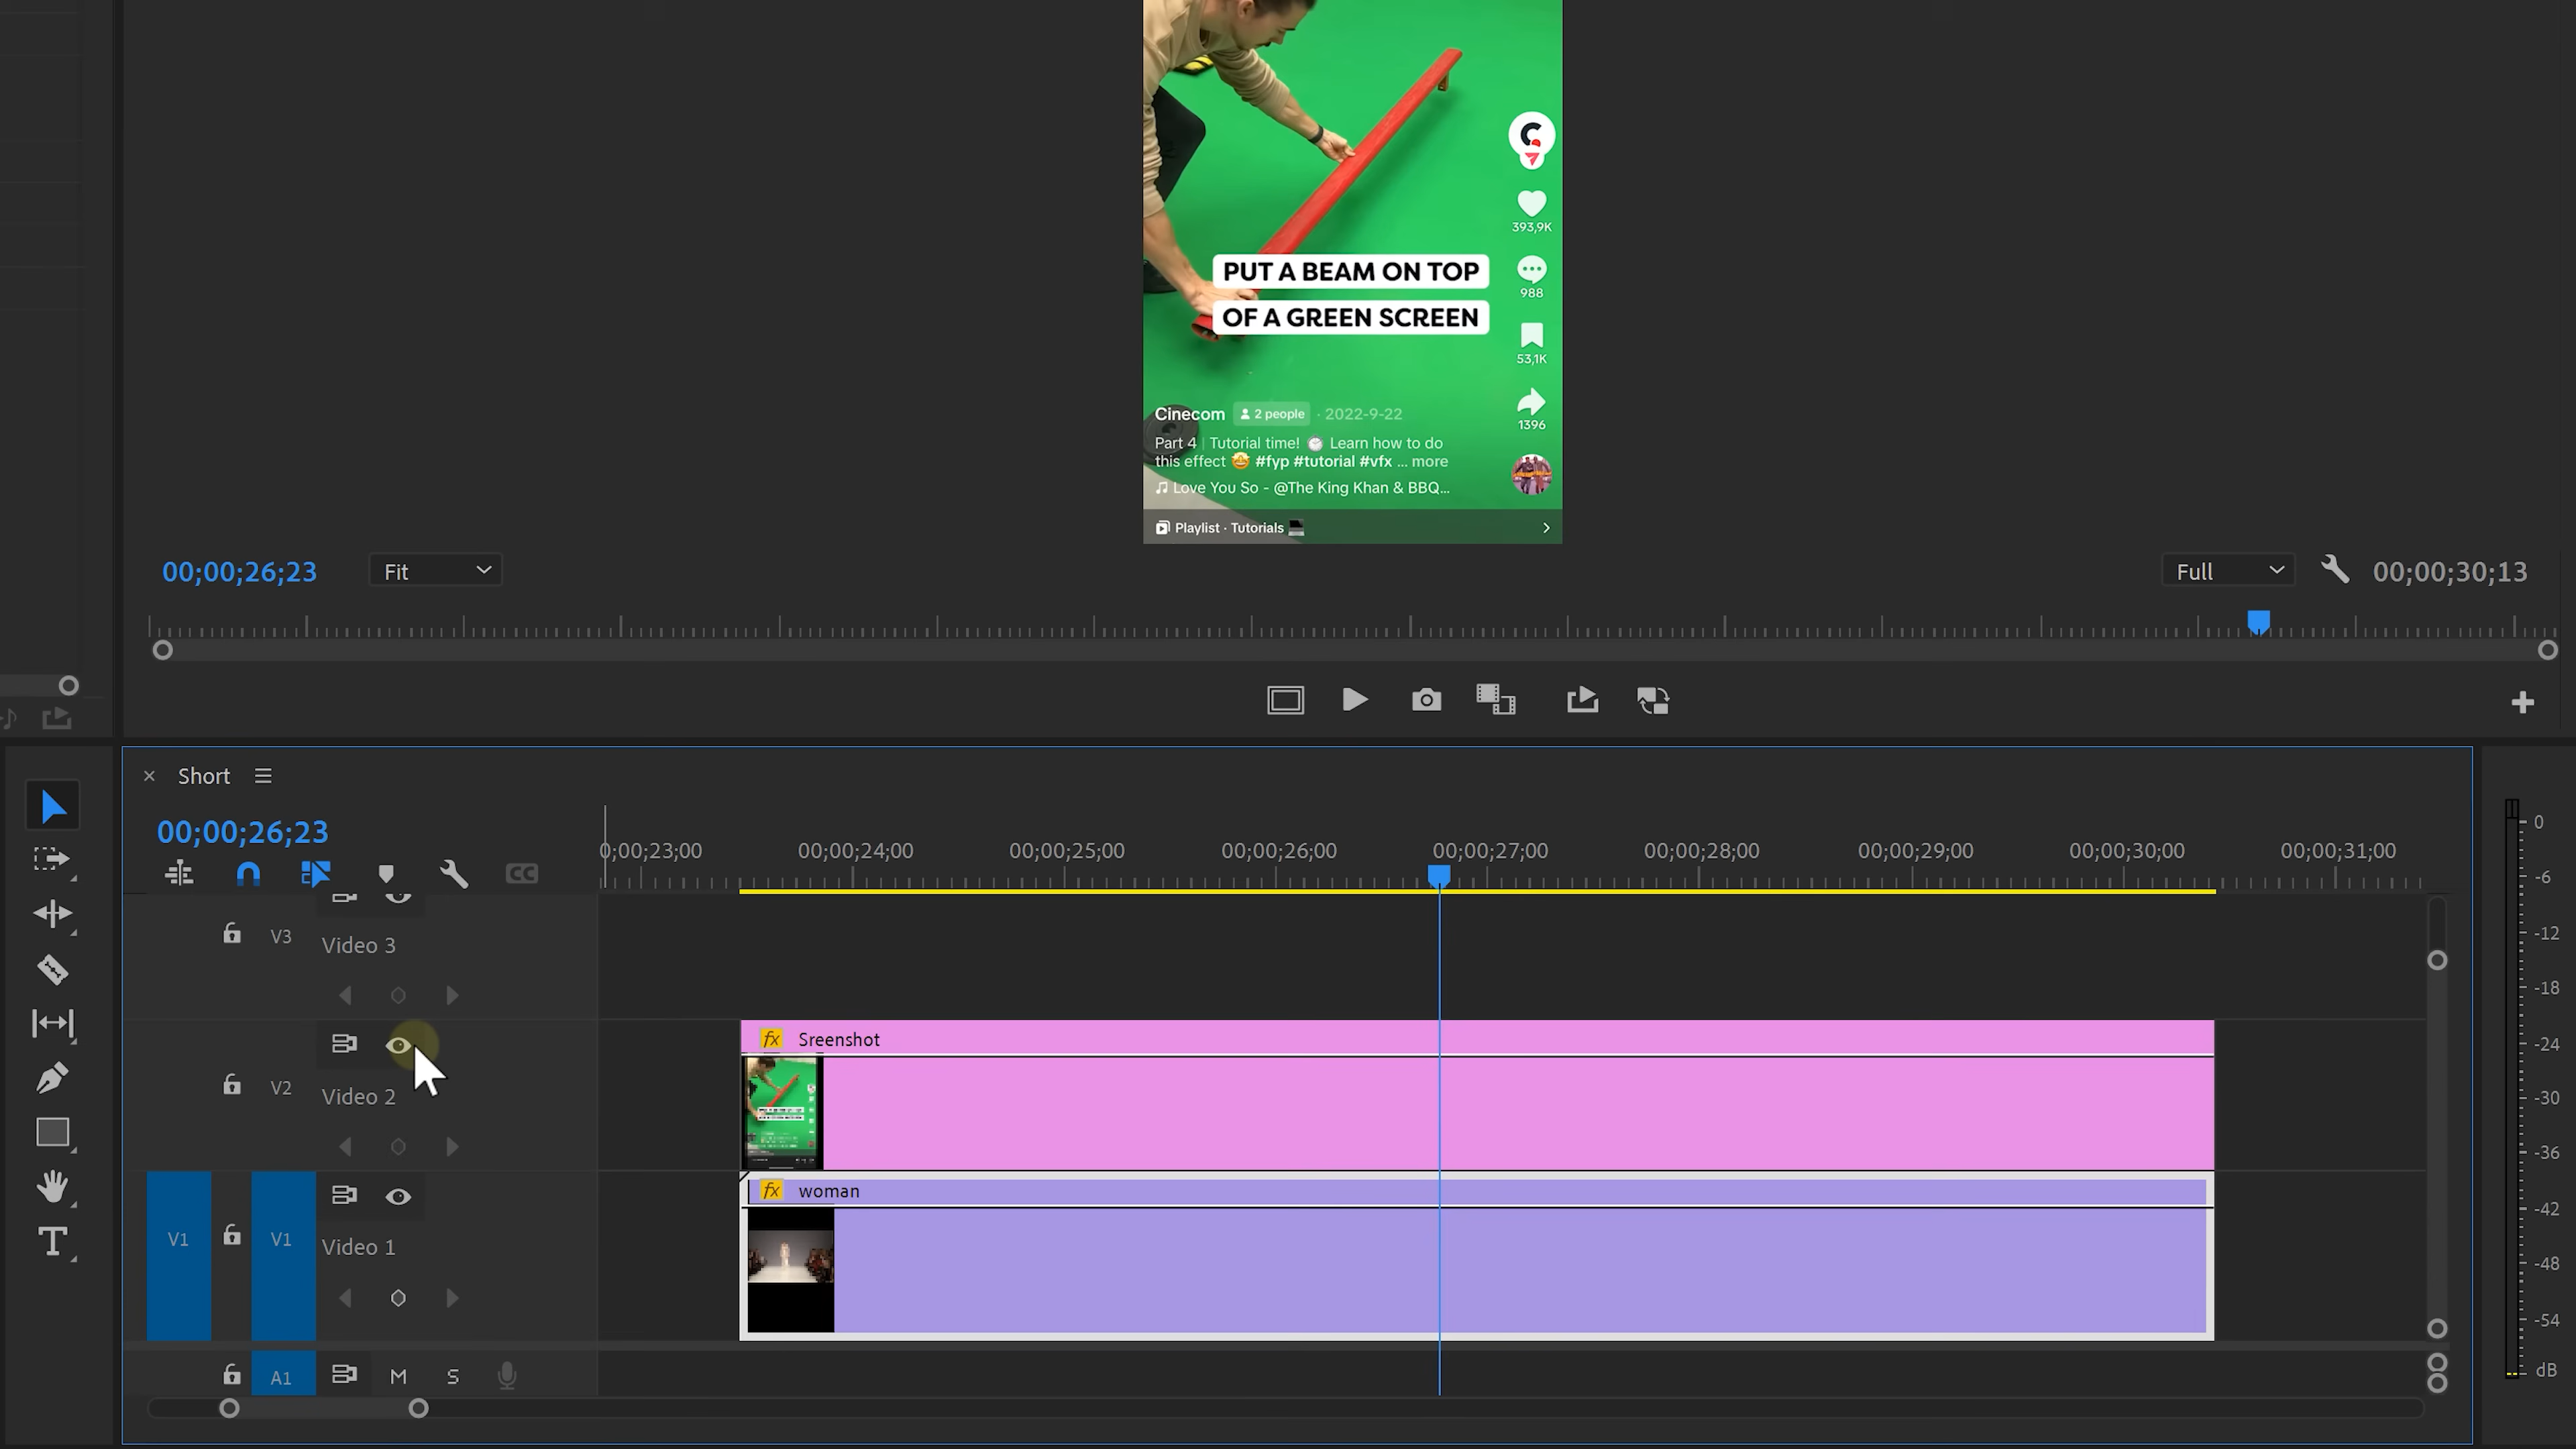 PUT A BEAM ON TOP
OF A GREEN SCREEN
393,9K
988
53,1K
1396
Cinecom 2 people · 2022-9-22
Part 4 | Tutorial time! Learn how to do
this effect #fyp #tutorial #vfx ... more
Love You So - @The King Khan & BBQ...
Playlist · Tutorials
00;00;26;23 Fit Full 00;00;30;13
× Short
00;00;26;23
0;00;23;00 00;00;24;00 00;00;25;00 00;00;26;00 00;00;27;00 00;00;28;00 00;00;29;00 00;00;30;00 00;00;31;00
CC
V3 Video 3
fx Sreenshot
V2 Video 2
fx woman
V1 V1 Video 1
A1 M S
T
0
-6
-12
-18
-24
-30
-36
-42
-48
-54
dB